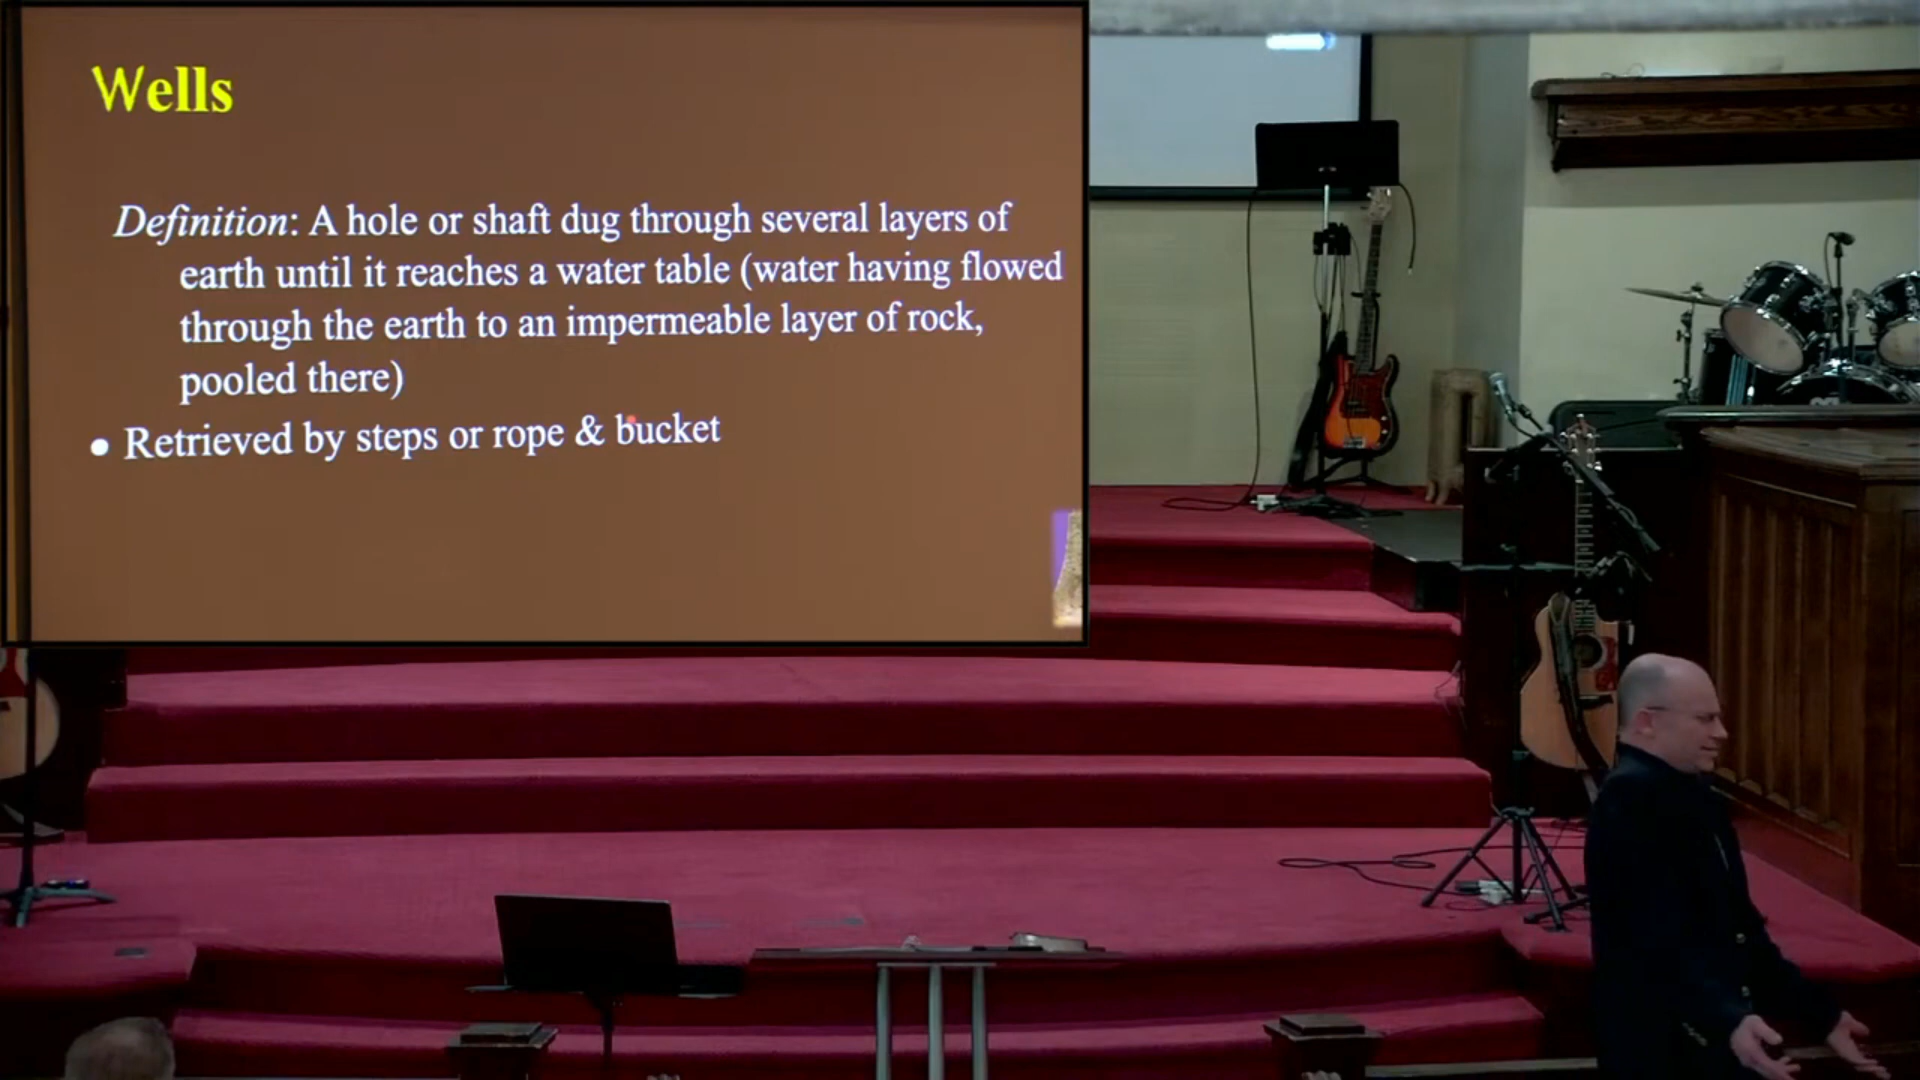 Wells
Definition: A hole or shaft dug through several layers of
earth until it reaches a water table (water having flowed
through the earth to an impermeable layer of rock,
pooled there)
• Retrieved by steps or rope & bucket